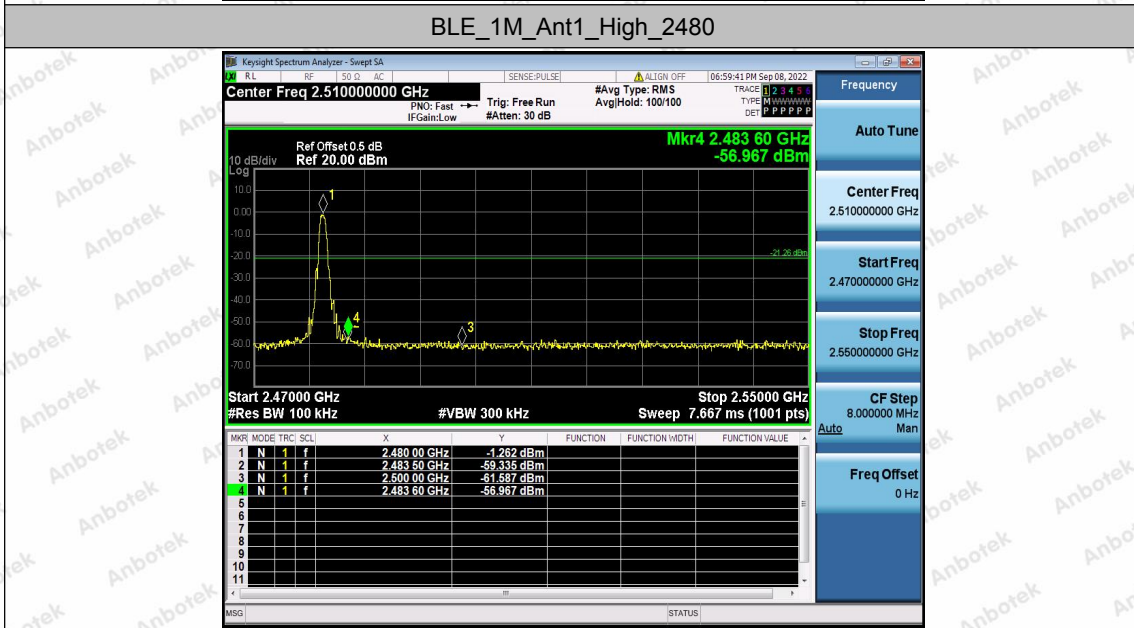 BLE_1M_Ant1_High_2480
Keysight Spectrum Analyzer - Swept SA
LXI RL RF 50 Ω AC SENSE:PULSE ALIGN OFF 06:59:41 PM Sep 08, 2022
Center Freq 2.510000000 GHz
PNO: Fast
IFGain:Low
Trig: Free Run
#Atten: 30 dB
#Avg Type: RMS
Avg|Hold: 100/100
TRACE 1 2 3 4 5 6
TYPE M W W W W W
DET P P P P P P
Mkr4 2.483 60 GHz
-56.967 dBm
Ref Offset 0.5 dB
10 dB/div Ref 20.00 dBm
Log
10.0
0.00
-10.0
-20.0
-30.0
-40.0
-50.0
-60.0
-70.0
1
-21.26 dBm
4
3
Start 2.47000 GHz Stop 2.55000 GHz
#Res BW 100 kHz #VBW 300 kHz Sweep 7.667 ms (1001 pts)
MKR MODE TRC SCL X Y FUNCTION FUNCTION WIDTH FUNCTION VALUE
1 N 1 f 2.480 00 GHz -1.262 dBm
2 N 1 f 2.483 50 GHz -59.335 dBm
3 N 1 f 2.500 00 GHz -61.587 dBm
4 N 1 f 2.483 60 GHz -56.967 dBm
5
6
7
8
9
10
11
MSG STATUS
Frequency
Auto Tune
Center Freq
2.510000000 GHz
Start Freq
2.470000000 GHz
Stop Freq
2.550000000 GHz
CF Step
8.000000 MHz
Auto Man
Freq Offset
0 Hz
Anbotek